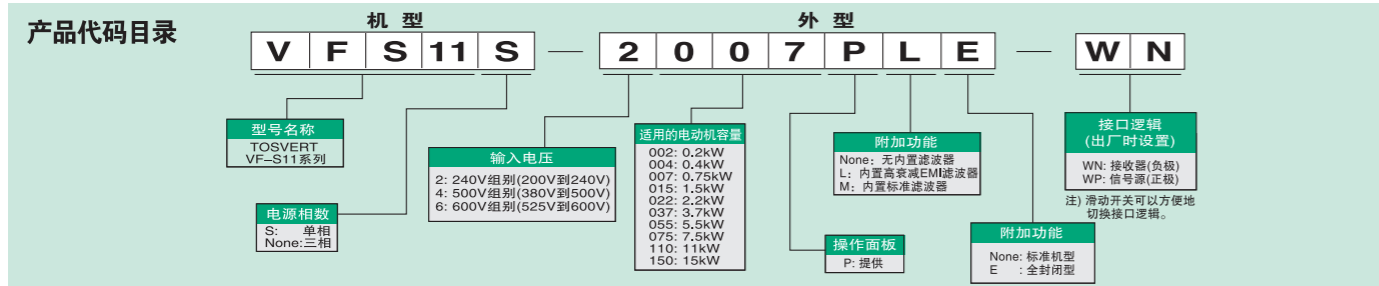 产品代码目录
机 型
外 型
V F S 11 S — 2 0 0 7 P L E — W N
型号名称
TOSVERT
VF–S11系列
电源相数
S: 单相
None:三相
输入电压
2: 240V组别(200V到240V)
4: 500V组别(380V到500V)
6: 600V组别(525V到600V)
适用的电动机容量
002: 0.2kW
004: 0.4kW
007: 0.75kW
015: 1.5kW
022: 2.2kW
037: 3.7kW
055: 5.5kW
075: 7.5kW
110: 11kW
150: 15kW
操作面板
P: 提供
附加功能
None: 无内置滤波器
L: 内置高衰减EMI滤波器
M: 内置标准滤波器
附加功能
None: 标准机型
E : 全封闭型
接口逻辑
(出厂时设置)
WN: 接收器(负极)
WP: 信号源(正极)
注) 滑动开关可以方便地
切换接口逻辑。